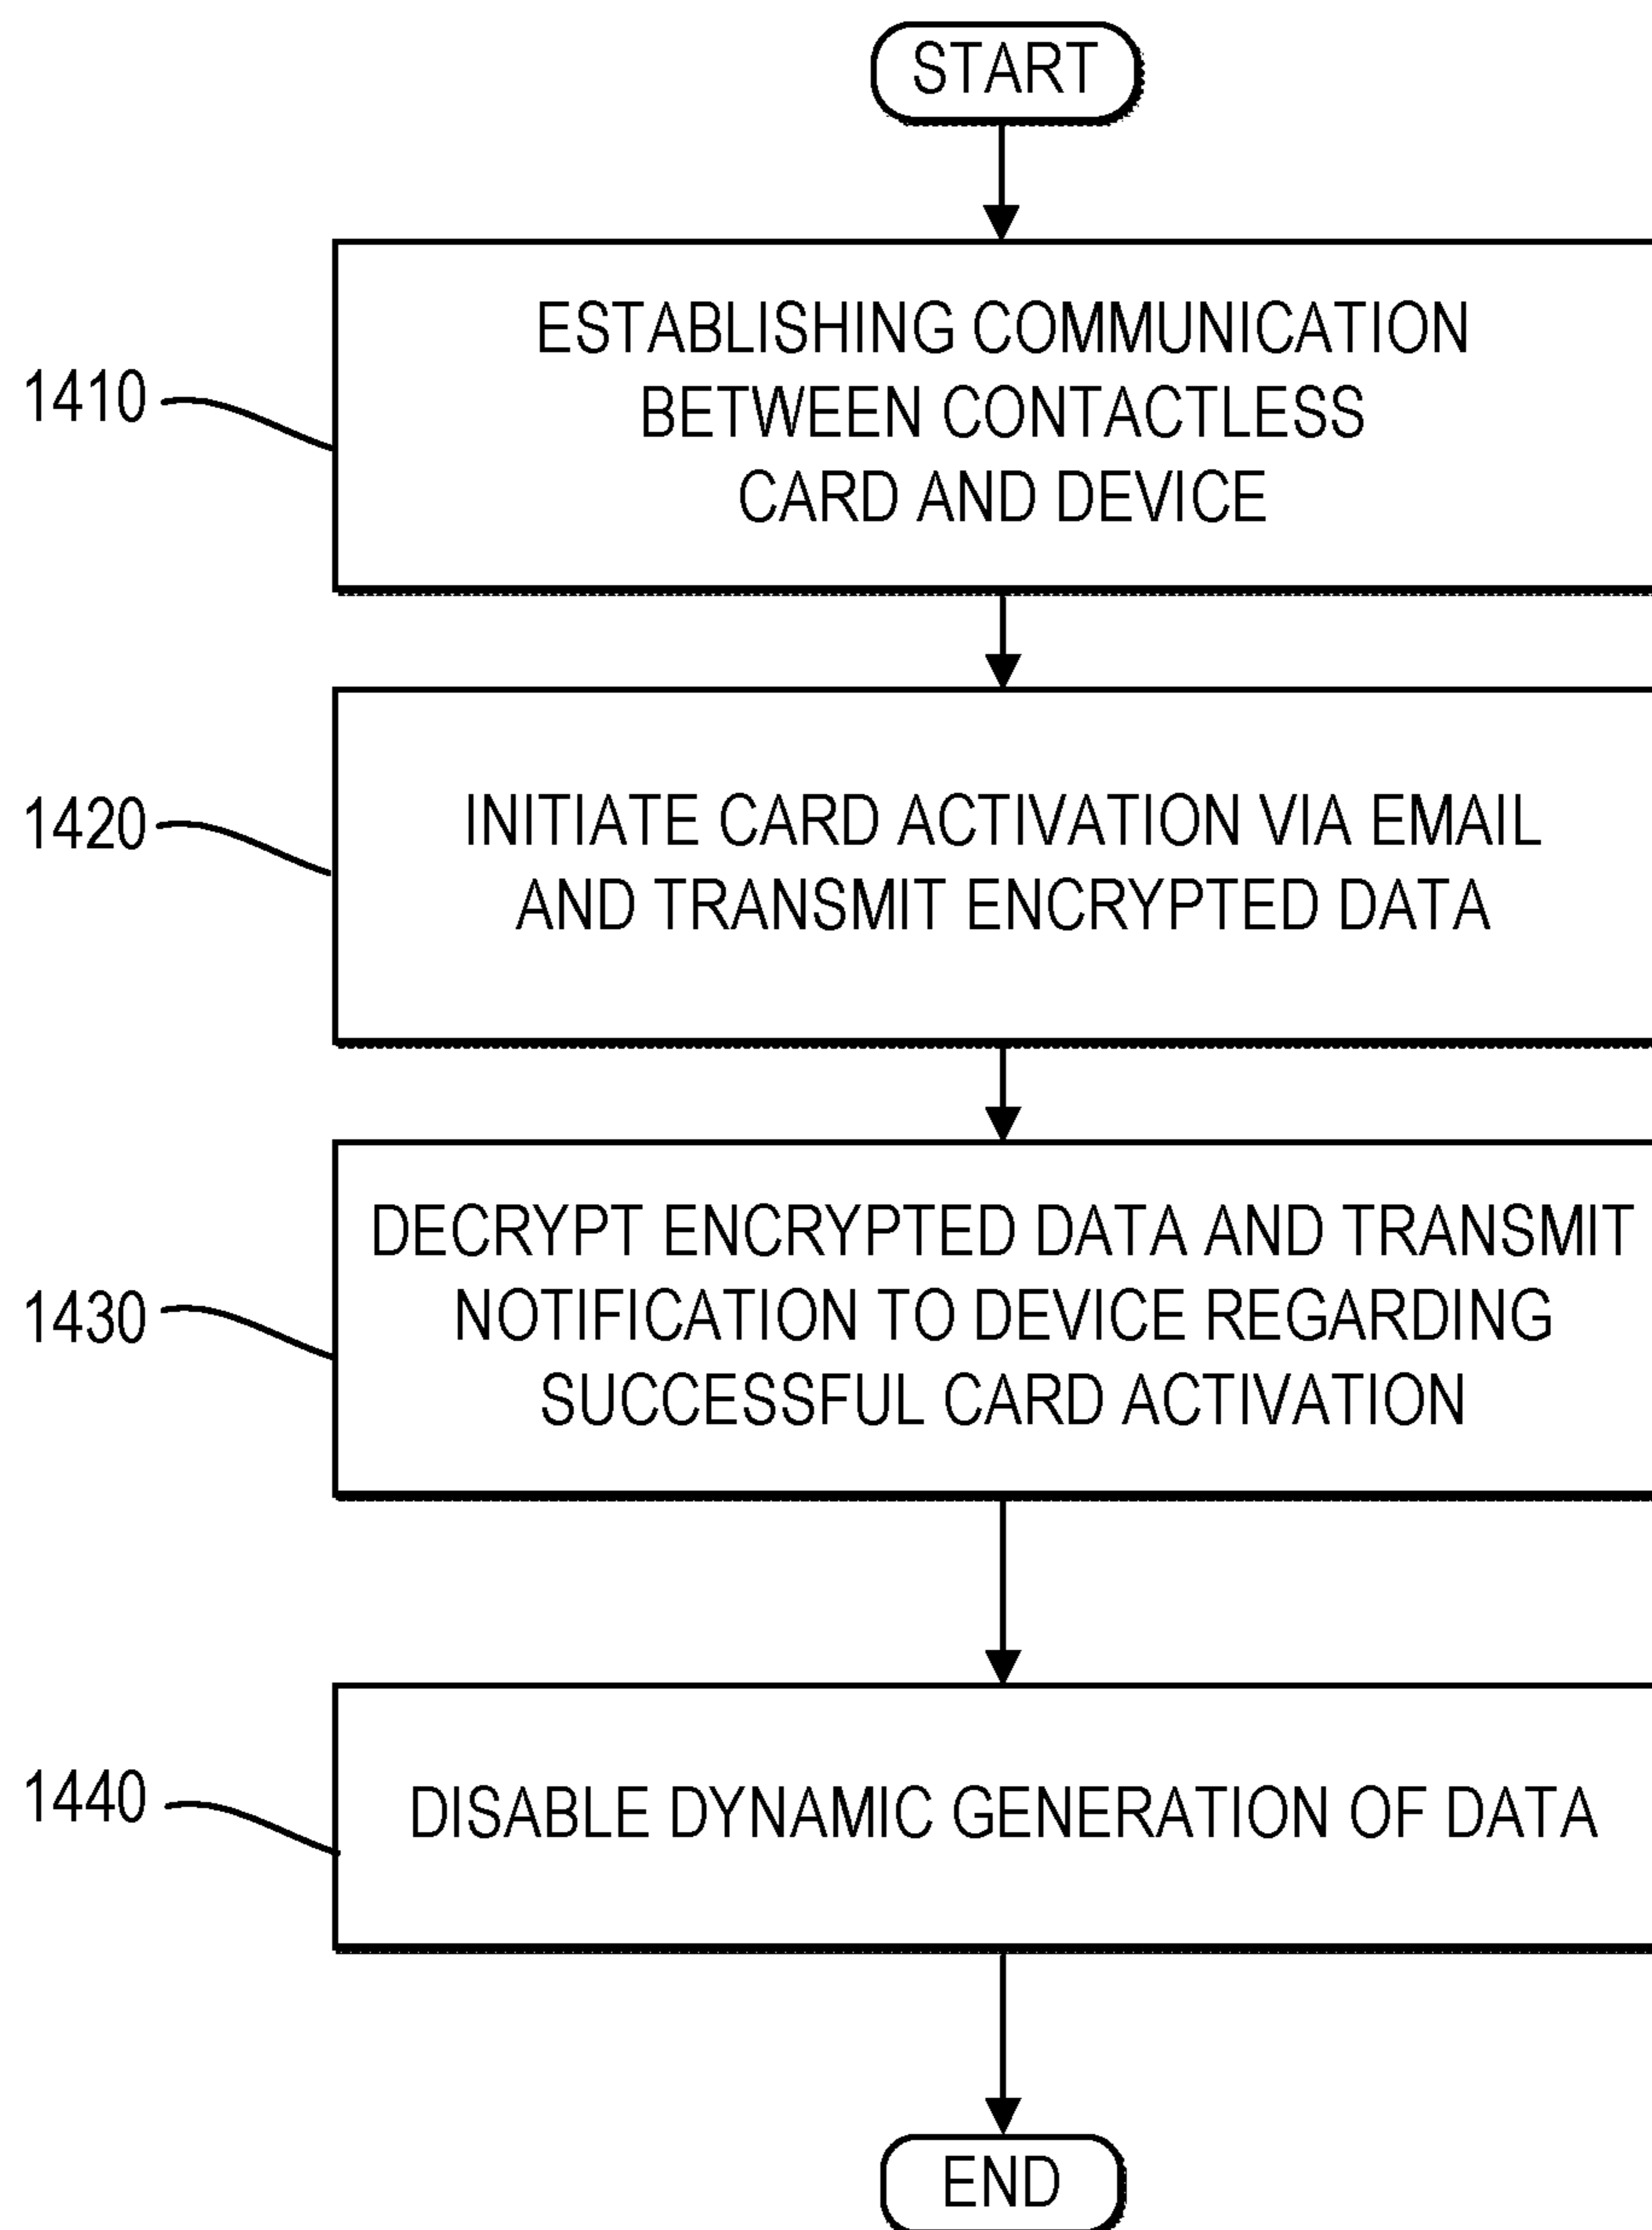 START
ESTABLISHING COMMUNICATION
BETWEEN CONTACTLESS
CARD AND DEVICE
1410
INITIATE CARD ACTIVATION VIA EMAIL
AND TRANSMIT ENCRYPTED DATA
1420
DECRYPT ENCRYPTED DATA AND TRANSMIT
NOTIFICATION TO DEVICE REGARDING
SUCCESSFUL CARD ACTIVATION
1430
DISABLE DYNAMIC GENERATION OF DATA
1440
END